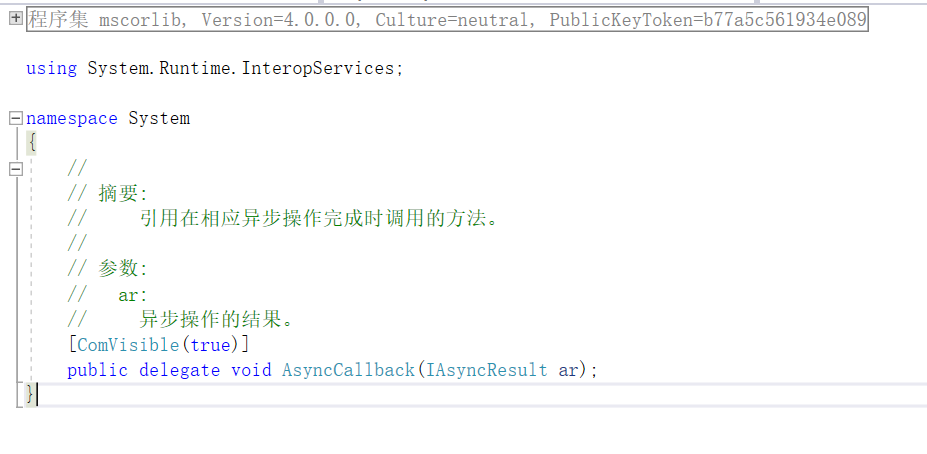 程序集 mscorlib, Version=4.0.0.0, Culture=neutral, PublicKeyToken=b77a5c561934e089
using System.Runtime.InteropServices;
namespace System
{
//
// 摘要:
//     引用在相应异步操作完成时调用的方法。
//
// 参数:
//   ar:
//     异步操作的结果。
[ComVisible(true)]
public delegate void AsyncCallback(IAsyncResult ar);
}